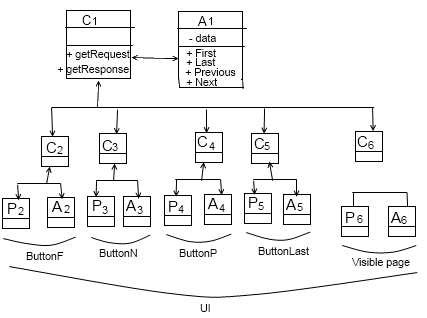 C1
A1
- data
+ getRequest
+ getResponse
+ First
+ Last
+ Previous
+ Next
C2
C3
C4
C5
C6
P2
A2
P3
A3
P4
A4
P5
A5
P6
A6
ButtonF
ButtonN
ButtonP
ButtonLast
Visible page
UI